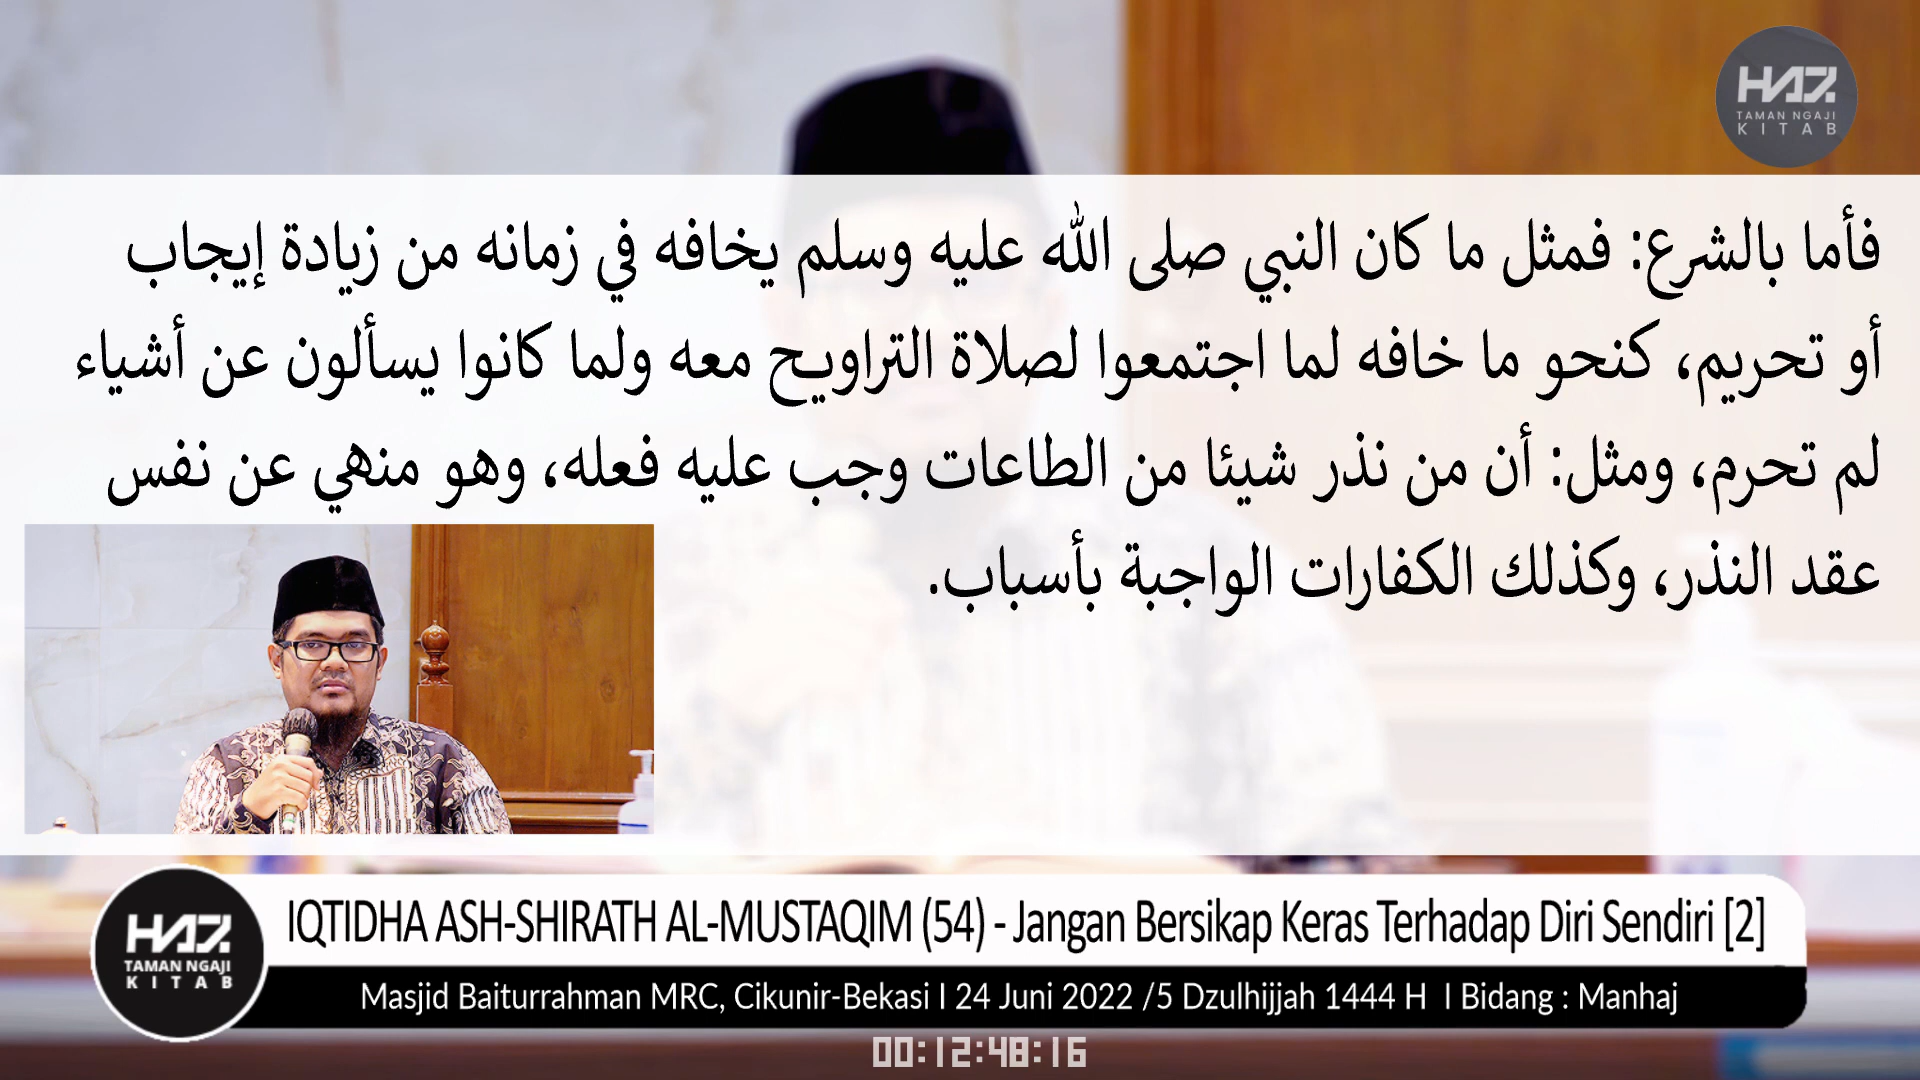 HAZ
TAMAN NGAJI
KITAB
فأما بالشرع: فمثل ما كان النبي صلى الله عليه وسلم يخافه في زمانه من زيادة إيجاب
أو تحريم، كنحو ما خافه لما اجتمعوا لصلاة التراويح معه ولما كانوا يسألون عن أشياء
لم تحرم، ومثل: أن من نذر شيئا من الطاعات وجب عليه فعله، وهو منهي عن نفس
عقد النذر، وكذلك الكفارات الواجبة بأسباب.
HAZ
TAMAN NGAJI
KITAB
IQTIDHA ASH-SHIRATH AL-MUSTAQIM (54) - Jangan Bersikap Keras Terhadap Diri Sendiri [2]
Masjid Baiturrahman MRC, Cikunir-Bekasi I 24 Juni 2022 /5 Dzulhijjah 1444 H I Bidang : Manhaj
00:12:48:16